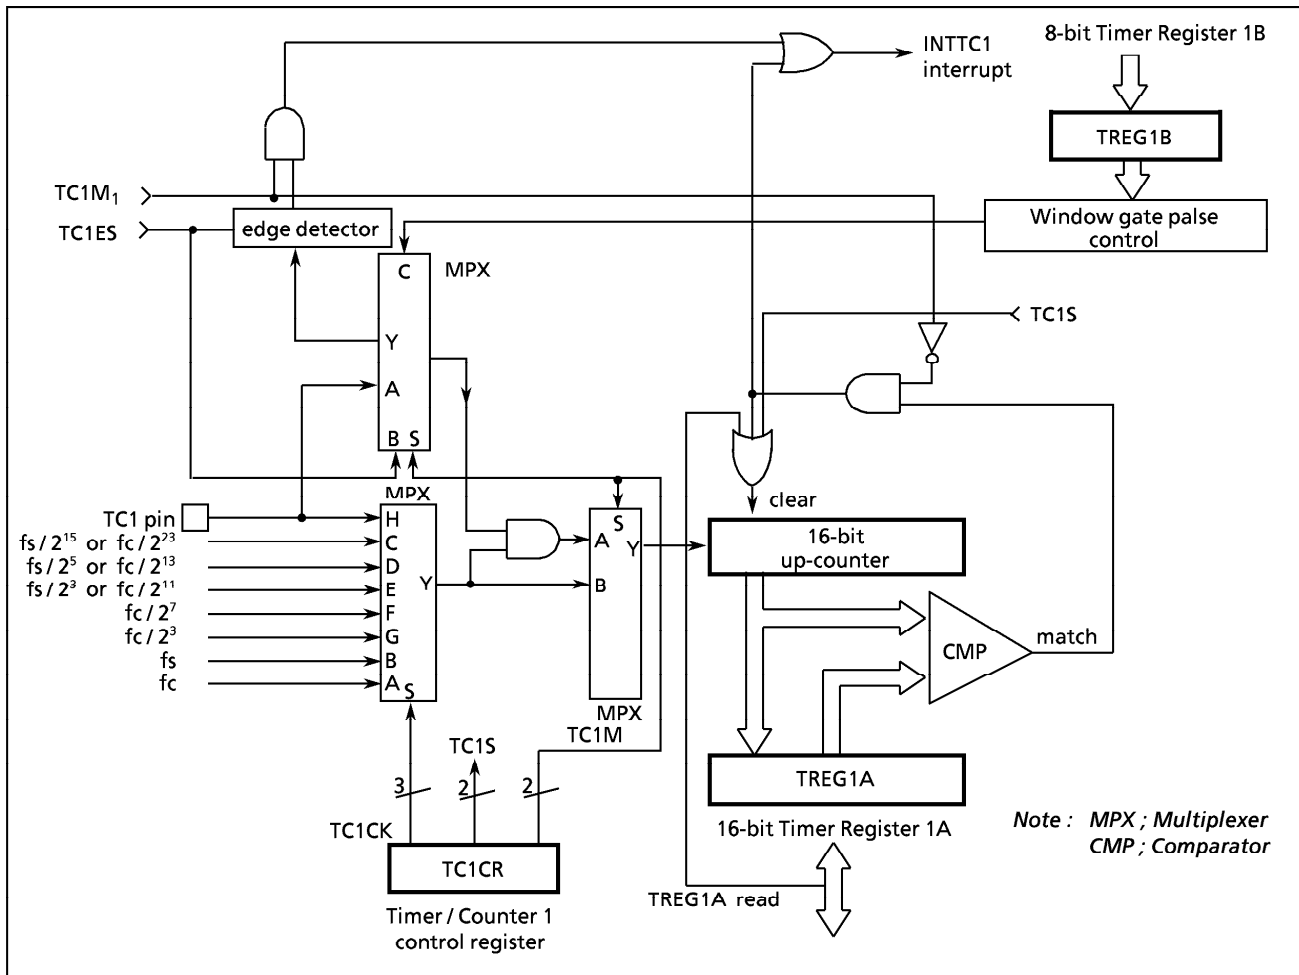 8-bit Timer Register 1B
INTTC1
interrupt
TREG1B
TC1M₁
TC1ES
edge detector
Window gate palse
control
C
MPX
TC1S
Y
A
B S
clear
MPX
TC1 pin
H
S
A
Y
16-bit
up-counter
fs / 2¹⁵ or fc / 2²³
C
fs / 2⁵ or fc / 2¹³
D
fs / 2³ or fc / 2¹¹
E
Y
B
fc / 2⁷
F
fc / 2³
G
fs
B
fc
A
S
CMP
match
MPX
TC1M
TC1S
TREG1A
3
2
2
16-bit Timer Register 1A
Note : MPX ; Multiplexer
CMP ; Comparator
TC1CK
TC1CR
TREG1A read
Timer / Counter 1
control register